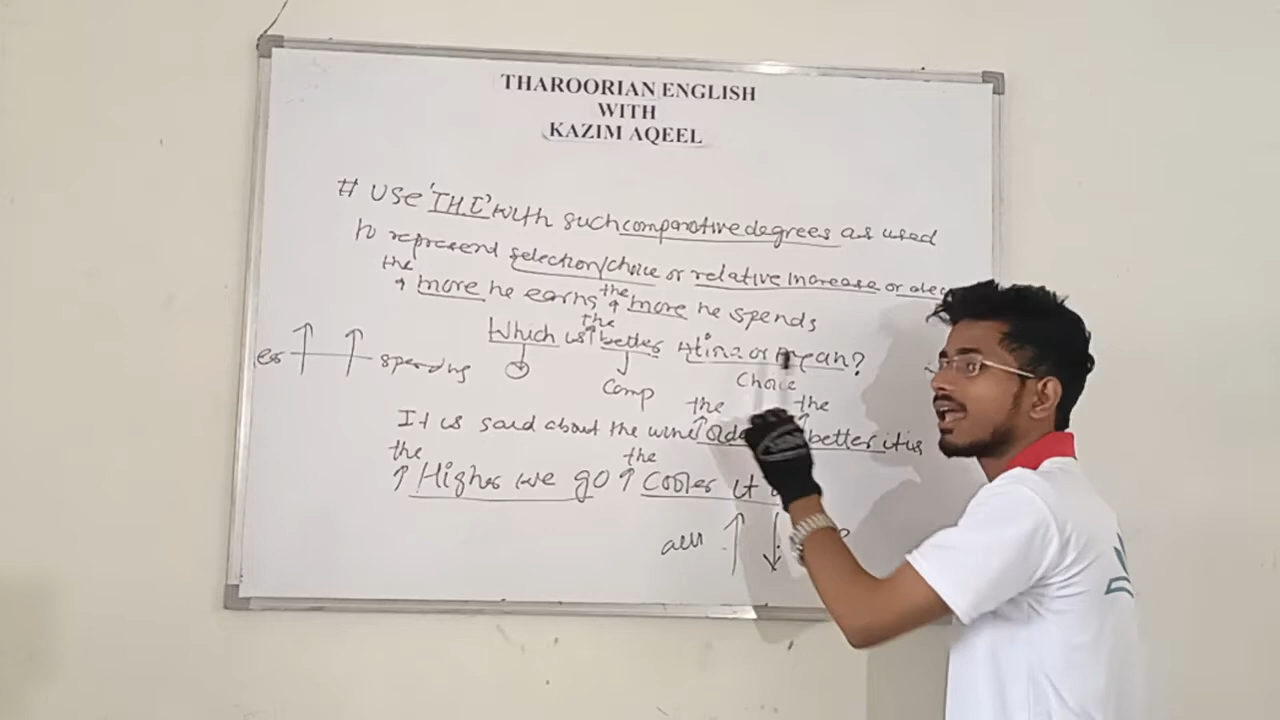 THAROORIAN ENGLISH
WITH
KAZIM AQEEL
# Use 'THE' with such comparative degrees as used
to represent selection/choice or relative increase or dec
the the
more he earns more he spends
the
Which is better or mean?
spending
Comp
Choice
the the
It is said about the wine better it is
the the
Higher we go cooler it